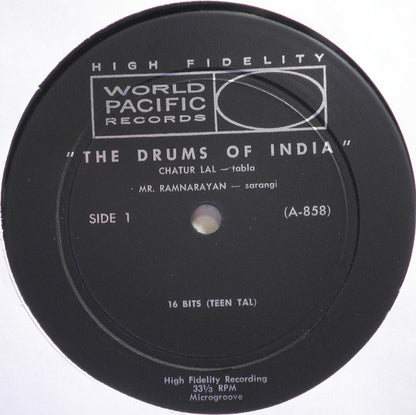 HIGH FIDELITY
WORLD
PACIFIC
RECORDS
"THE DRUMS OF INDIA"
CHATUR LAL — tabla
MR. RAMNARAYAN — sarangi
SIDE 1 (A-858)
16 BITS (TEEN TAL)
High Fidelity Recording
33⅓ RPM
Microgroove